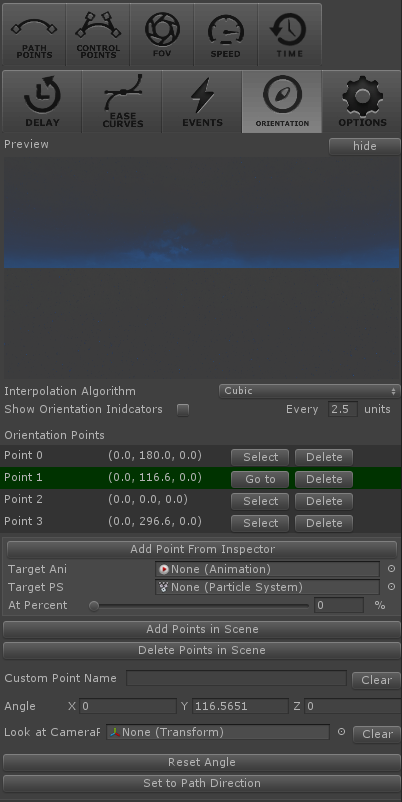 PATH POINTS
CONTROL POINTS
FOV
SPEED
TIME
DELAY
EASE CURVES
EVENTS
ORIENTATION
OPTIONS
Preview hide
Interpolation Algorithm Cubic
Show Orientation Inidcators Every 2.5 units
Orientation Points
Point 0 (0.0, 180.0, 0.0) Select Delete
Point 1 (0.0, 116.6, 0.0) Go to Delete
Point 2 (0.0, 0.0, 0.0) Select Delete
Point 3 (0.0, 296.6, 0.0) Select Delete
Add Point From Inspector
Target Ani None (Animation)
Target PS None (Particle System)
At Percent 0 %
Add Points in Scene
Delete Points in Scene
Custom Point Name Clear
Angle X 0 Y 116.5651 Z 0
Look at CameraF None (Transform) Clear
Reset Angle
Set to Path Direction